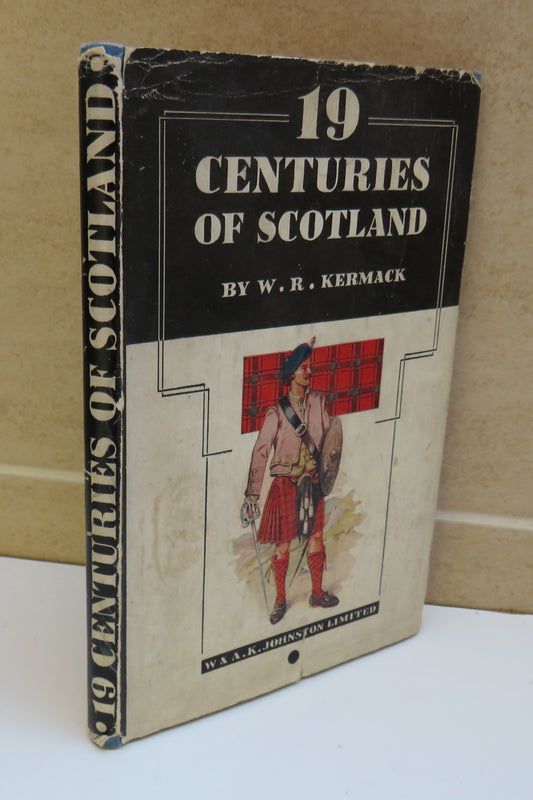 19 CENTURIES OF SCOTLAND
19
CENTURIES
OF SCOTLAND
BY W. R. KERMACK
W & A. K. JOHNSTON LIMITED